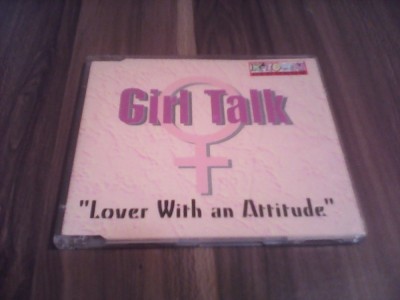 Girl Talk
"Lover With an Attitude"